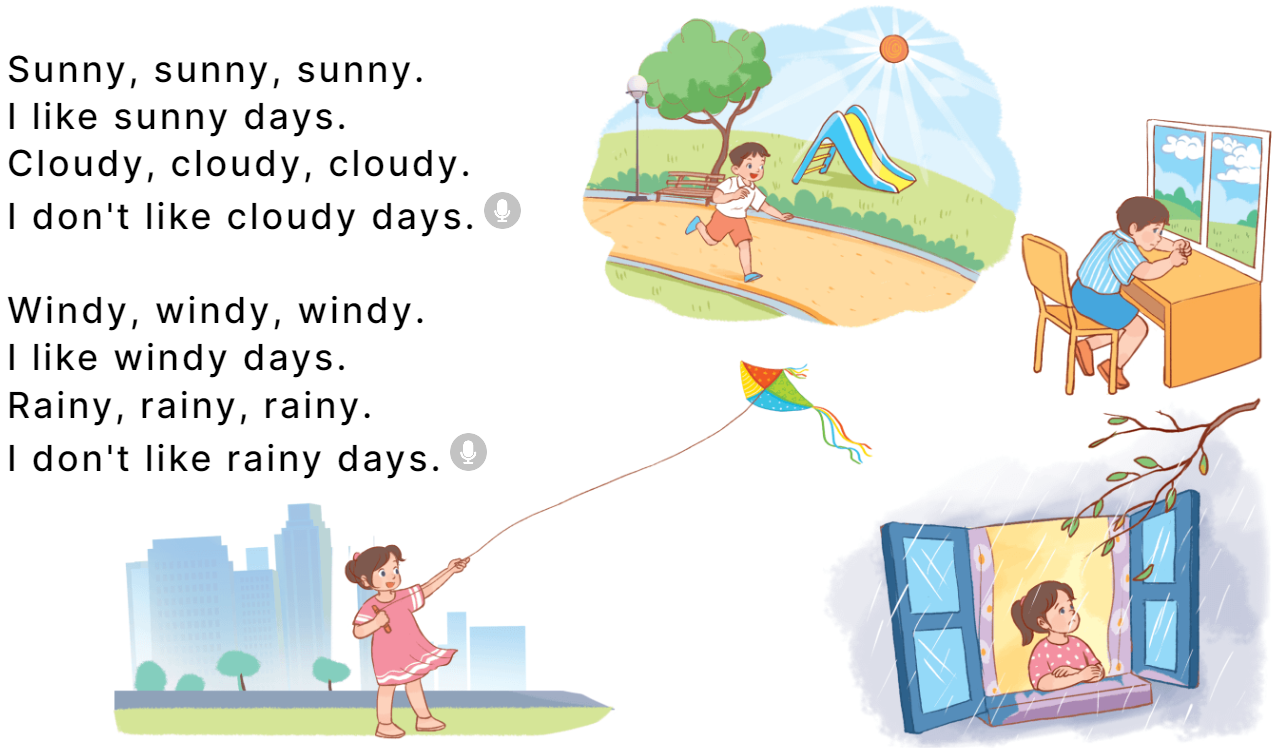 Sunny, sunny, sunny.
I like sunny days.
Cloudy, cloudy, cloudy.
I don't like cloudy days.
Windy, windy, windy.
I like windy days.
Rainy, rainy, rainy.
I don't like rainy days.